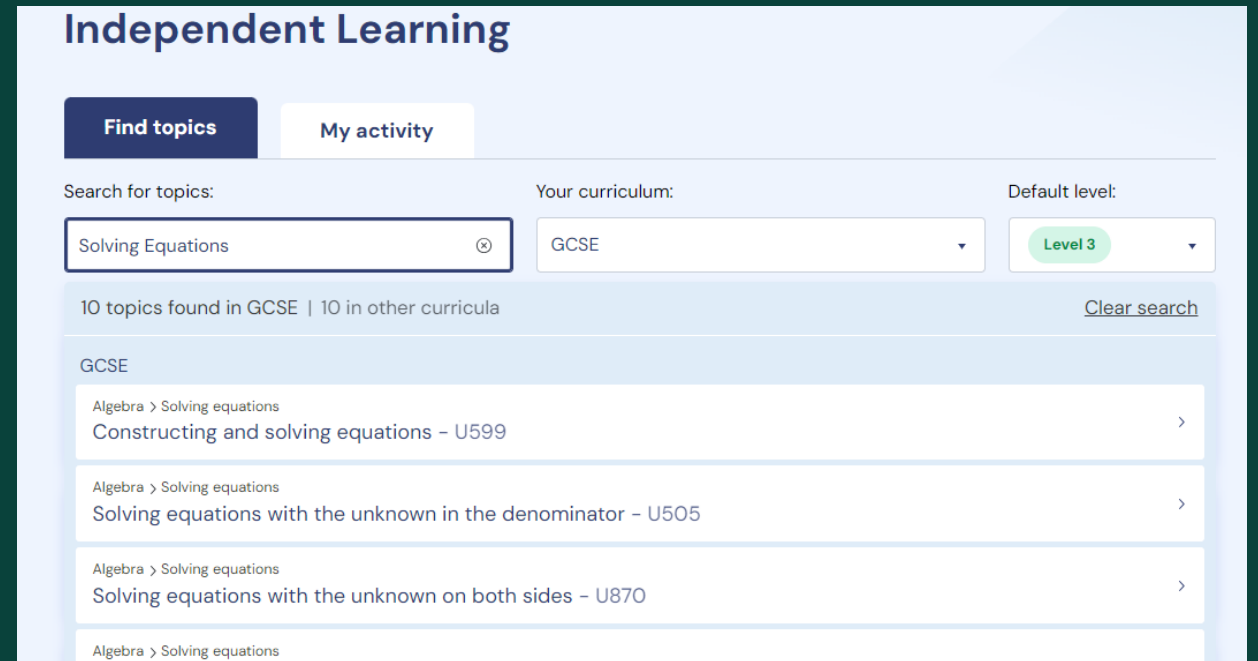 Independent Learning
Find topics
My activity
Search for topics:
Your curriculum:
Default level:
Solving Equations
GCSE
Level 3
10 topics found in GCSE | 10 in other curricula
Clear search
GCSE
Algebra > Solving equations
Constructing and solving equations - U599
Algebra > Solving equations
Solving equations with the unknown in the denominator - U505
Algebra > Solving equations
Solving equations with the unknown on both sides - U870
Algebra > Solving equations